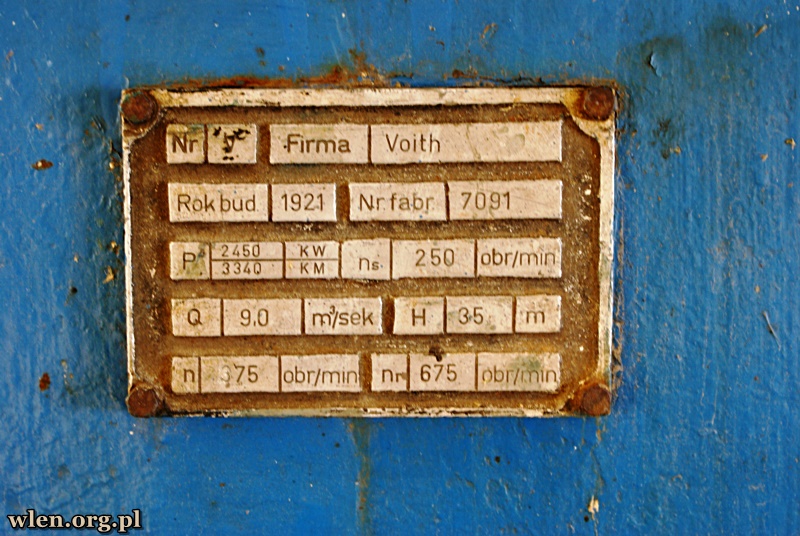 Nr Firma Voith
Rok bud 1921 Nr fabr. 7091
P. 2450 KW ns. 250 obr/min
3340 KM
Q 9.0 m³/sek H 35 m
n 375 obr/min nr 675 obr/min
wlen.org.pl